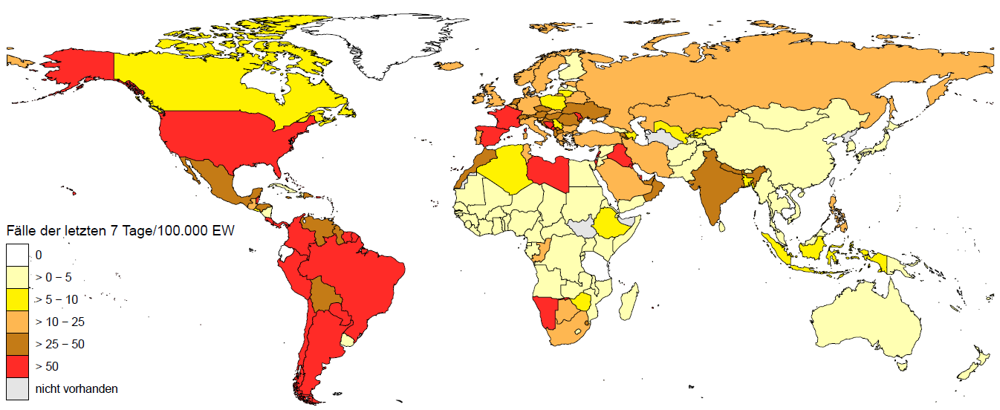 Fälle der letzten 7 Tage/100.000 EW
0
> 0 – 5
> 5 – 10
> 10 – 25
> 25 – 50
> 50
nicht vorhanden